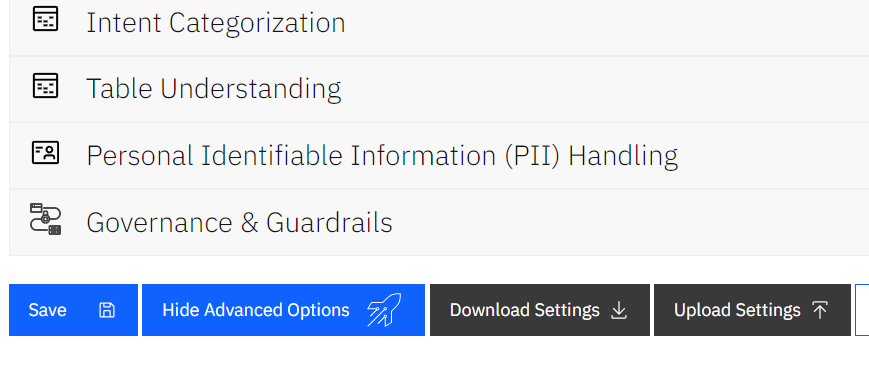 Intent Categorization
Table Understanding
Personal Identifiable Information (PII) Handling
Governance & Guardrails
Save Hide Advanced Options Download Settings Upload Settings